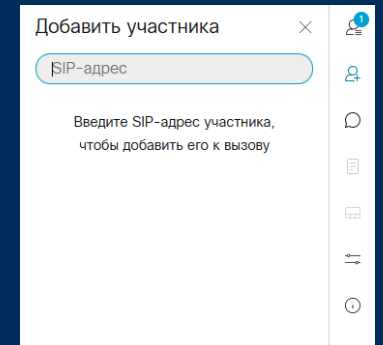 Добавить участника
1
SIP-адрес
Введите SIP-адрес участника,
чтобы добавить его к вызову